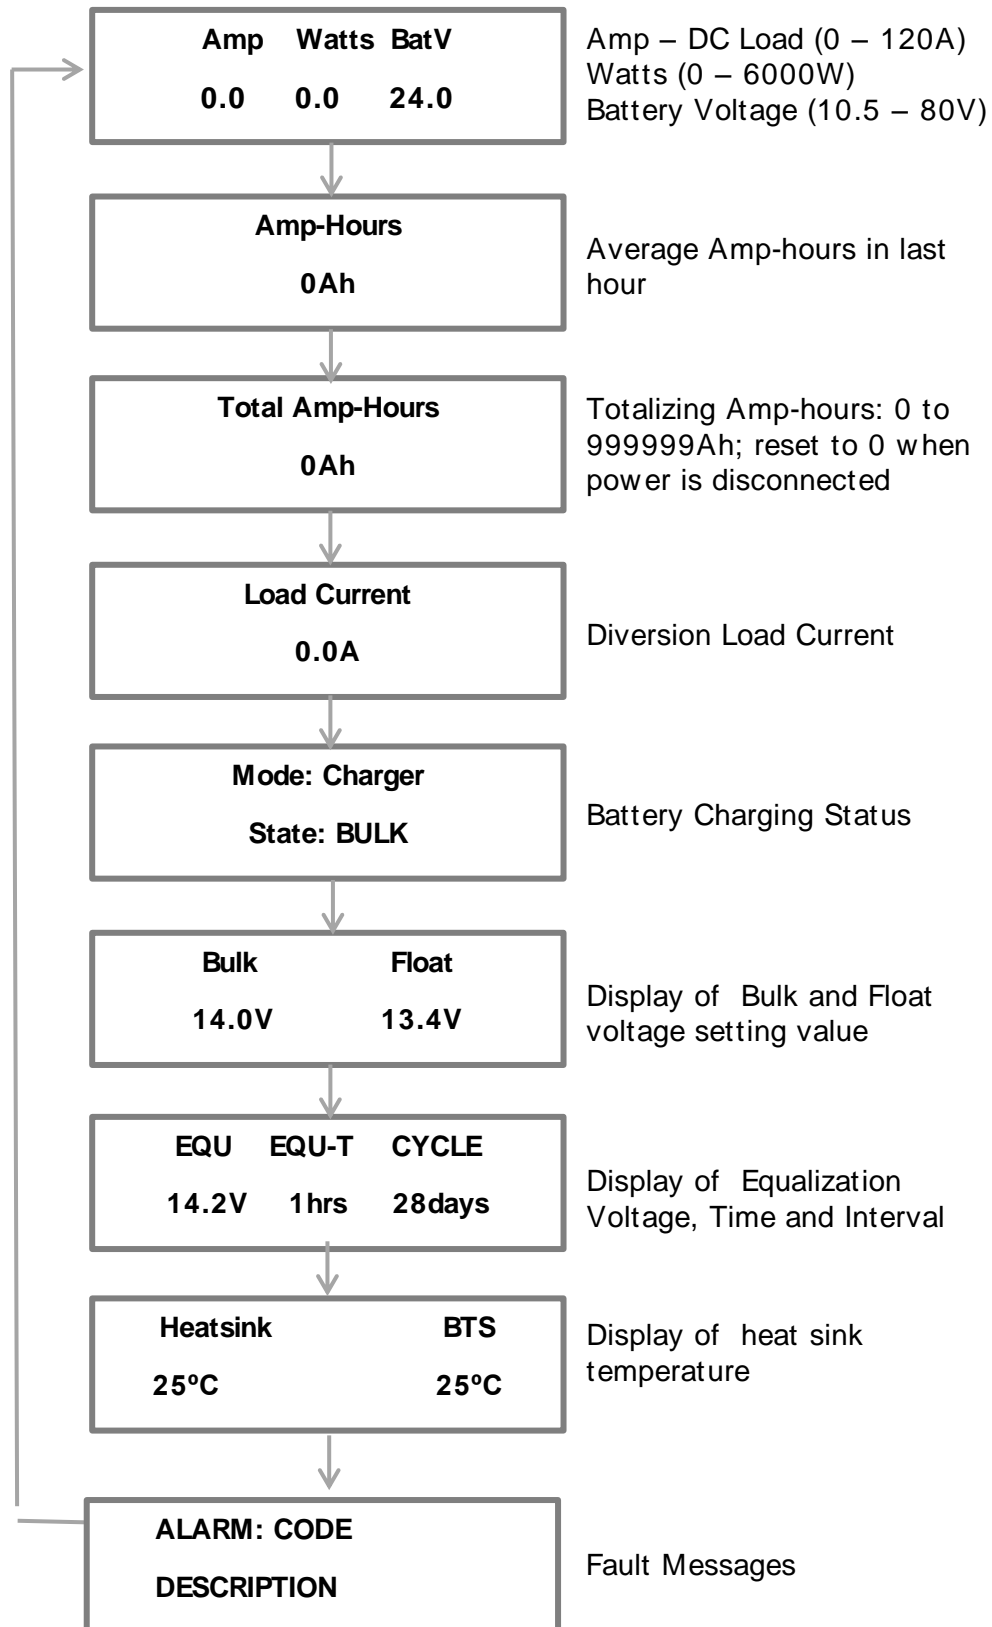 Amp Watts BatV
0.0 0.0 24.0
Amp – DC Load (0 – 120A)
Watts (0 – 6000W)
Battery Voltage (10.5 – 80V)
Amp-Hours
0Ah
Average Amp-hours in last
hour
Total Amp-Hours
0Ah
Totalizing Amp-hours: 0 to
999999Ah; reset to 0 when
power is disconnected
Load Current
0.0A
Diversion Load Current
Mode: Charger
State: BULK
Battery Charging Status
Bulk Float
14.0V 13.4V
Display of Bulk and Float
voltage setting value
EQU EQU-T CYCLE
14.2V 1hrs 28days
Display of Equalization
Voltage, Time and Interval
Heatsink BTS
25ºC 25ºC
Display of heat sink
temperature
ALARM: CODE
DESCRIPTION
Fault Messages